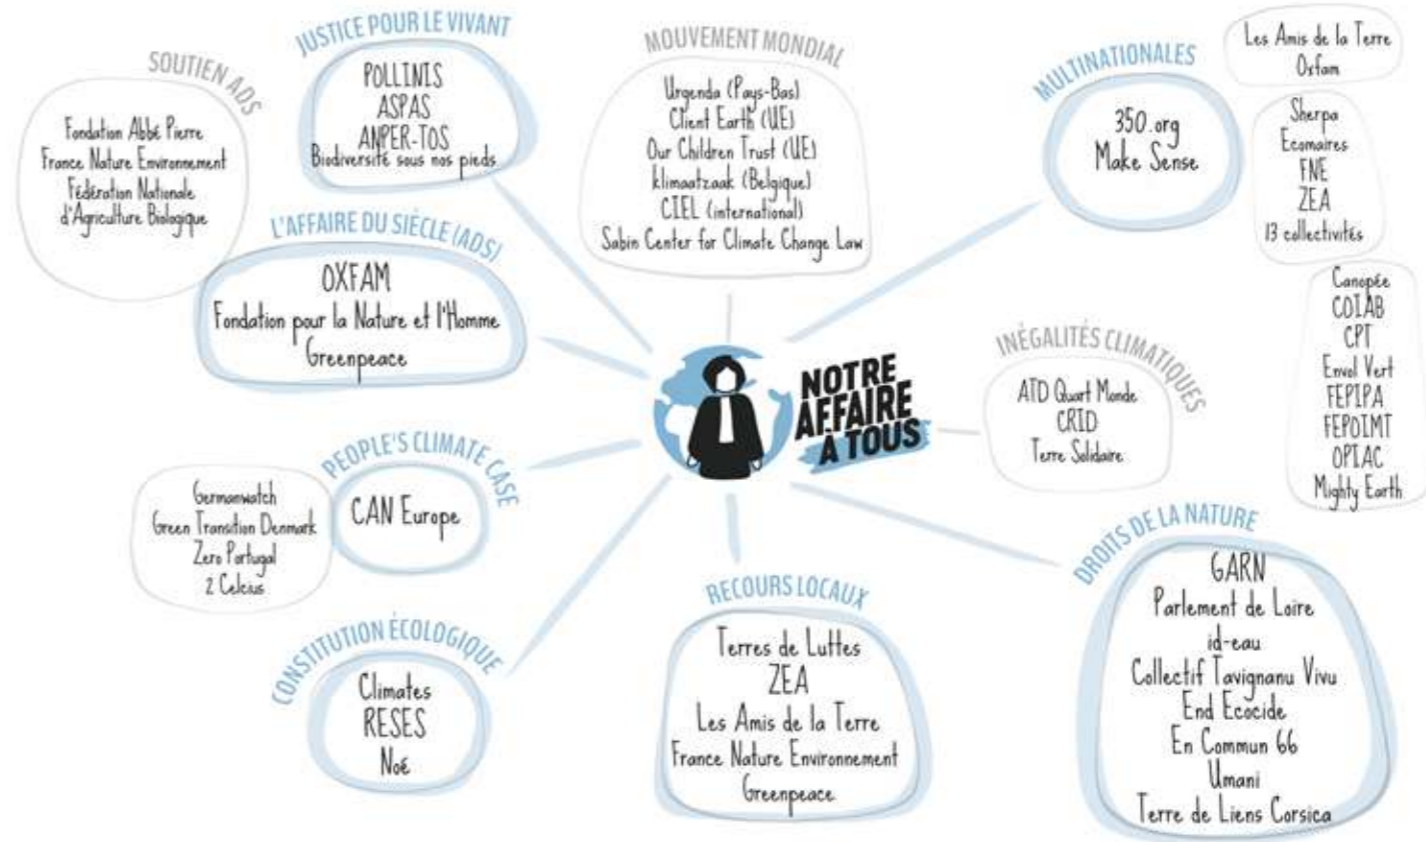 SOUTIEN ADS
Fondation Abbé Pierre
France Nature Environnement
Fédération Nationale
d'Agriculture Biologique
JUSTICE POUR LE VIVANT
POLLINIS
ASPAS
ANPER-TOS
Biodiversité sous nos pieds
L'AFFAIRE DU SIÈCLE (ADS)
OXFAM
Fondation pour la Nature et l'Homme
Greenpeace
MOUVEMENT MONDIAL
Urgenda (Pays-Bas)
Client Earth (UE)
Our Children Trust (UE)
klimaatzaak (Belgique)
CIEL (international)
Sabin Center for Climate Change Law
MULTINATIONALES
350.org
Make Sense
Les Amis de la Terre
Oxfam
Sherpa
Ecomaires
FNE
ZEA
13 collectivités
Canopée
COIAB
CPT
Envol Vert
FEPIPA
FEPOIMT
OPIAC
Mighty Earth
NOTRE
AFFAIRE
À TOUS
INÉGALITÉS CLIMATIQUES
ATD Quart Monde
CRID
Terre Solidaire
PEOPLE'S CLIMATE CASE
CAN Europe
Germanwatch
Green Transition Denmark
Zero Portugal
2 Celcius
CONSTITUTION ÉCOLOGIQUE
Climates
RESES
Noé
RECOURS LOCAUX
Terres de Luttes
ZEA
Les Amis de la Terre
France Nature Environnement
Greenpeace
DROITS DE LA NATURE
GARN
Parlement de Loire
id-eau
Collectif Tavignanu Vivu
End Ecocide
En Commun 66
Umani
Terre de Liens Corsica